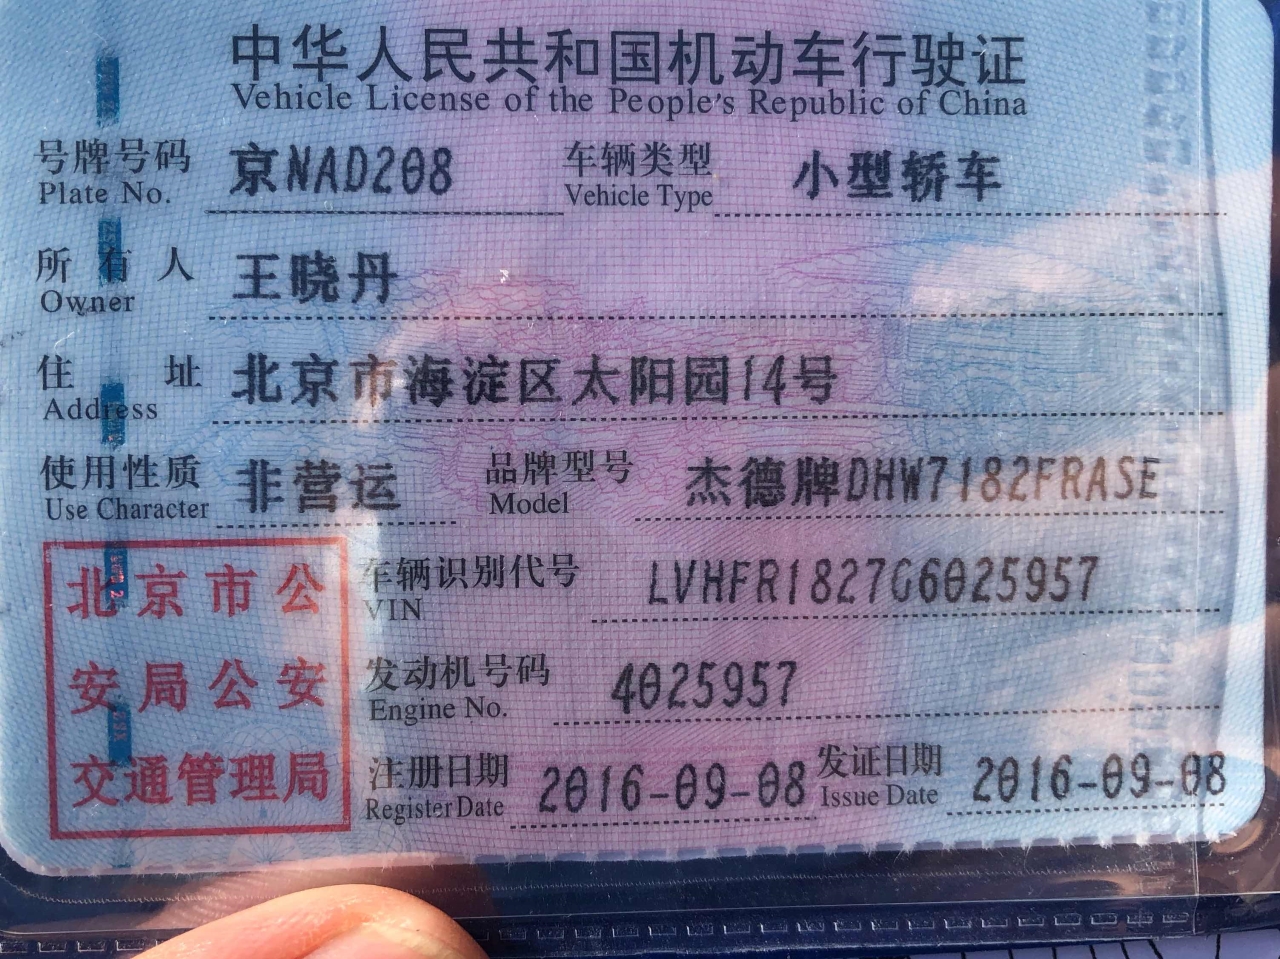 中华人民共和国机动车行驶证
Vehicle License of the People's Republic of China
号牌号码 京NAD208 车辆类型 小型轿车
Plate No. Vehicle Type
所有人 王晓丹
Owner
住址 北京市海淀区太阳园14号
Address
使用性质 非营运 品牌型号 杰德牌DHW7182FRASE
Use Character Model
北京市公
安局公安
交通管理局
车辆识别代号 LVHFR1827G6025957
VIN
发动机号码 4025957
Engine No.
注册日期 2016-09-08 发证日期 2016-09-08
Register Date Issue Date